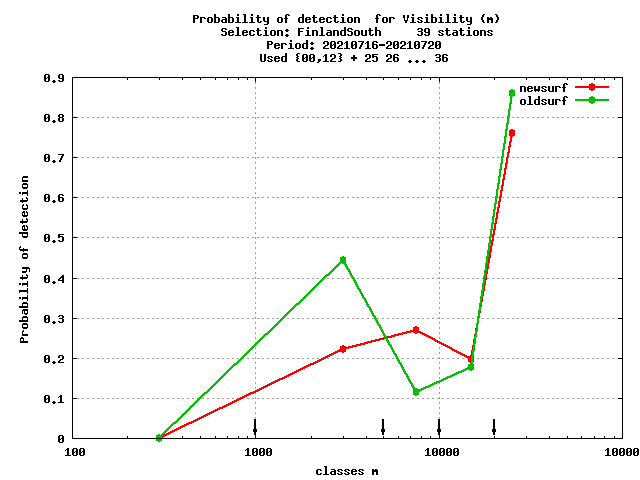 Probability of detection  for Visibility (m)
Selection: FinlandSouth     39 stations
Period: 20210716-20210720
Used {00,12} + 25 26 ... 36
newsurf
oldsurf
Probability of detection
0.9
0.8
0.7
0.6
0.5
0.4
0.3
0.2
0.1
0
100
1000
10000
10000
classes m